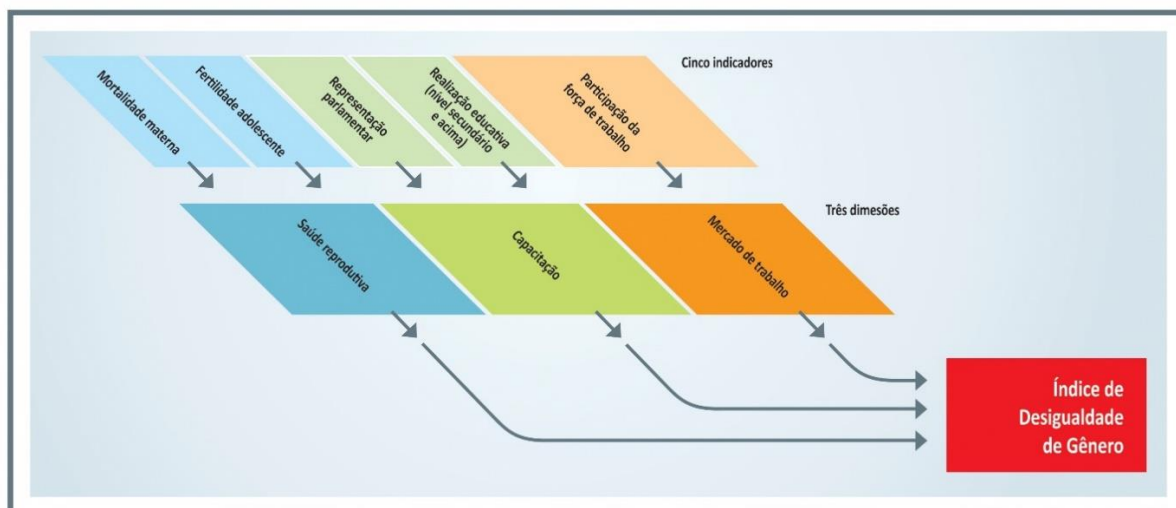 Mortalidade materna
Fertilidade adolescente
Representação
parlamentar
Realização educativa
(nível secundário
e acima)
Participação da
força de trabalho
Cinco indicadores
Saúde reprodutiva
Capacitação
Mercado de trabalho
Três dimesões
Índice de
Desigualdade
de Gênero